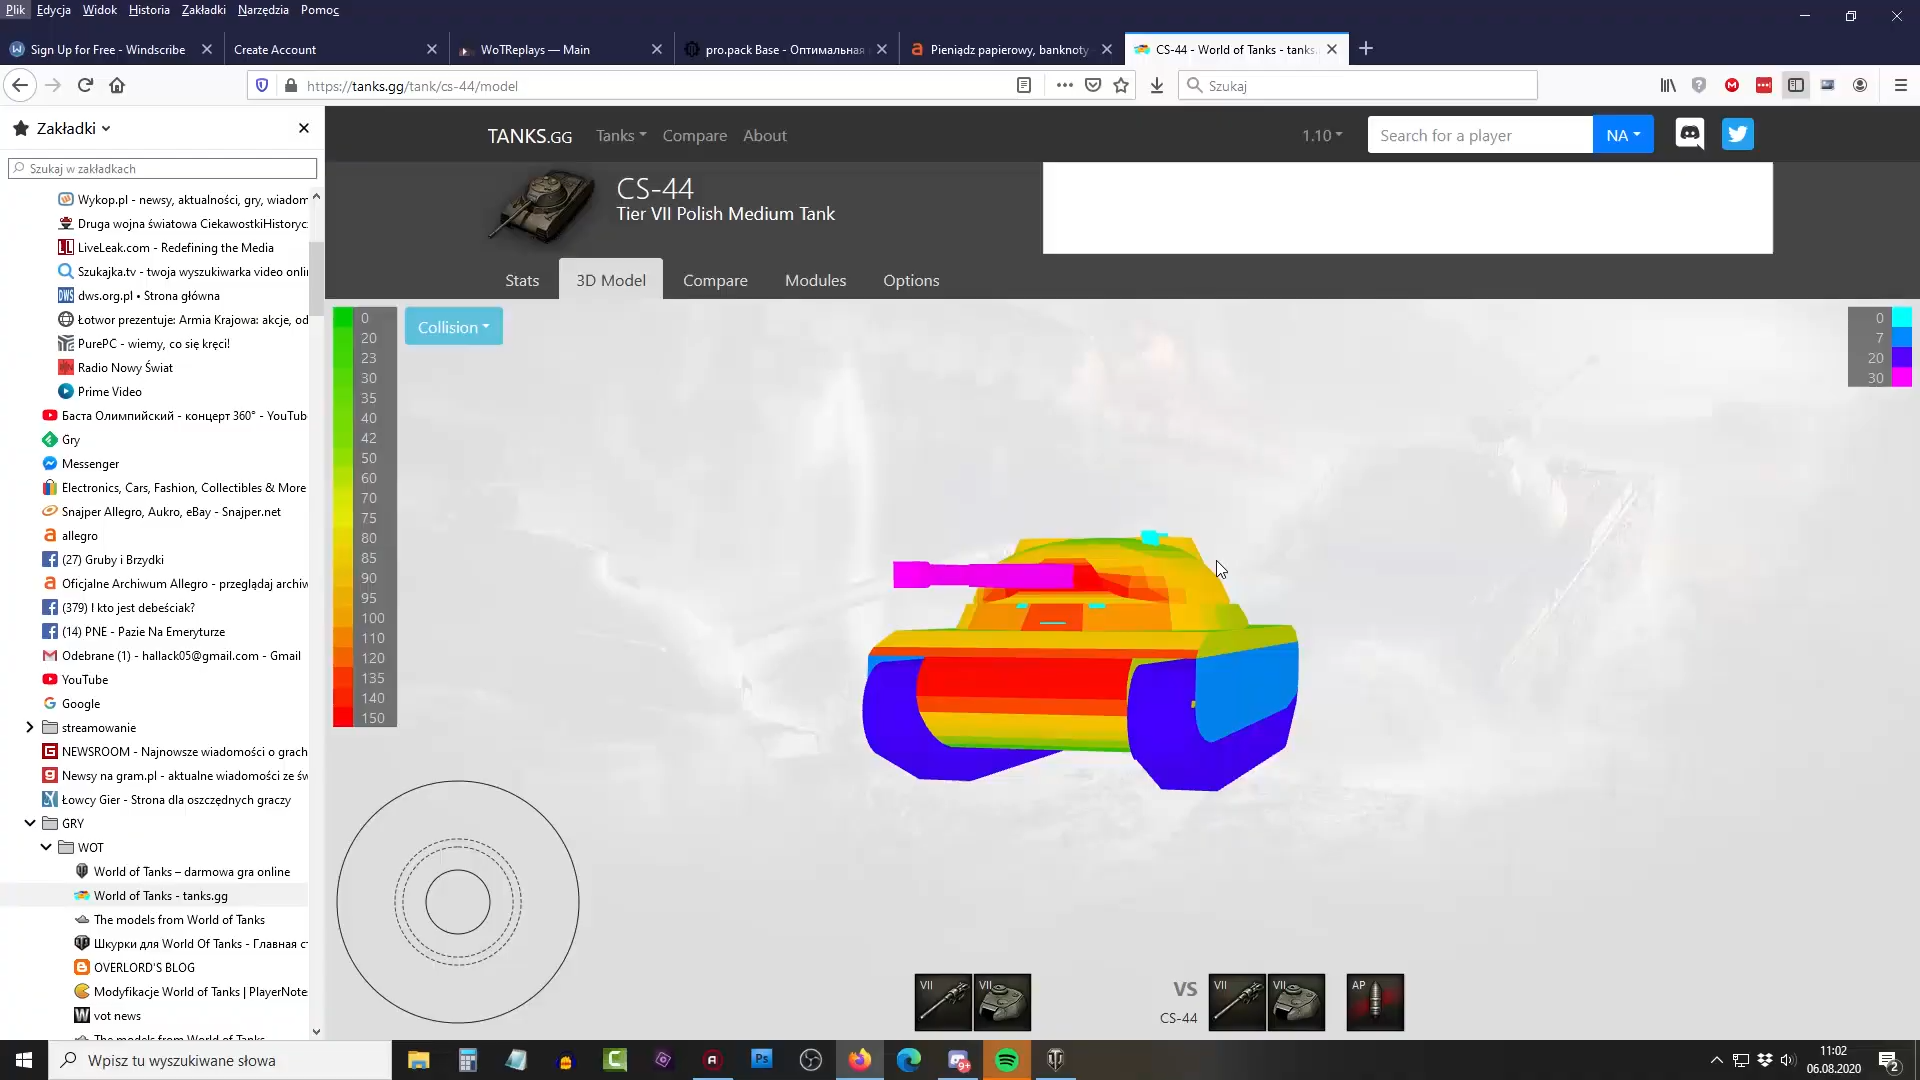 Plik Edycja Widok Historia Zakładki Narzędzia Pomoc
Sign Up for Free - Windscribe
Create Account
WoTReplays — Main
pro.pack Base - Оптимальная
Pieniądz papierowy, banknoty
CS-44 - World of Tanks - tanks.
https://tanks.gg/tank/cs-44/model
Szukaj
Zakładki
Szukaj w zakładkach
Wykop.pl - newsy, aktualności, gry, wiadom
Druga wojna światowa CiekawostkiHistoryc
LiveLeak.com - Redefining the Media
Szukajka.tv - twoja wyszukiwarka video onli
dws.org.pl • Strona główna
Łotwor prezentuje: Armia Krajowa: akcje, od
PurePC - wiemy, co się kręci!
Radio Nowy Świat
Prime Video
Баста Олимпийский - концерт 360° - YouTub
Gry
Messenger
Electronics, Cars, Fashion, Collectibles & More
Snajper Allegro, Aukro, eBay - Snajper.net
allegro
(27) Gruby i Brzydki
Oficjalne Archiwum Allegro - przeglądaj archiw
(379) I kto jest debeściak?
(14) PNE - Pazie Na Emeryturze
Odebrane (1) - hallack05@gmail.com - Gmail
YouTube
Google
streamowanie
NEWSROOM - Najnowsze wiadomości o grach
Newsy na gram.pl - aktualne wiadomości ze św
Łowcy Gier - Strona dla oszczędnych graczy
GRY
WOT
World of Tanks – darmowa gra online
World of Tanks - tanks.gg
The models from World of Tanks
Шкурки для World Of Tanks - Главная ст
OVERLORD'S BLOG
Modyfikacje World of Tanks | PlayerNote
vot news
The models from World of Tanks
TANKS.GG
Tanks
Compare
About
1.10
Search for a player
NA
CS-44
Tier VII Polish Medium Tank
Stats
3D Model
Compare
Modules
Options
Collision
0
20
23
30
35
40
42
50
60
70
75
80
85
90
95
100
110
120
135
140
150
0
7
20
30
VII
VII
VS
CS-44
VII
VII
AP
Wpisz tu wyszukiwane słowa
Ps
9+
11:02
06.08.2020
2